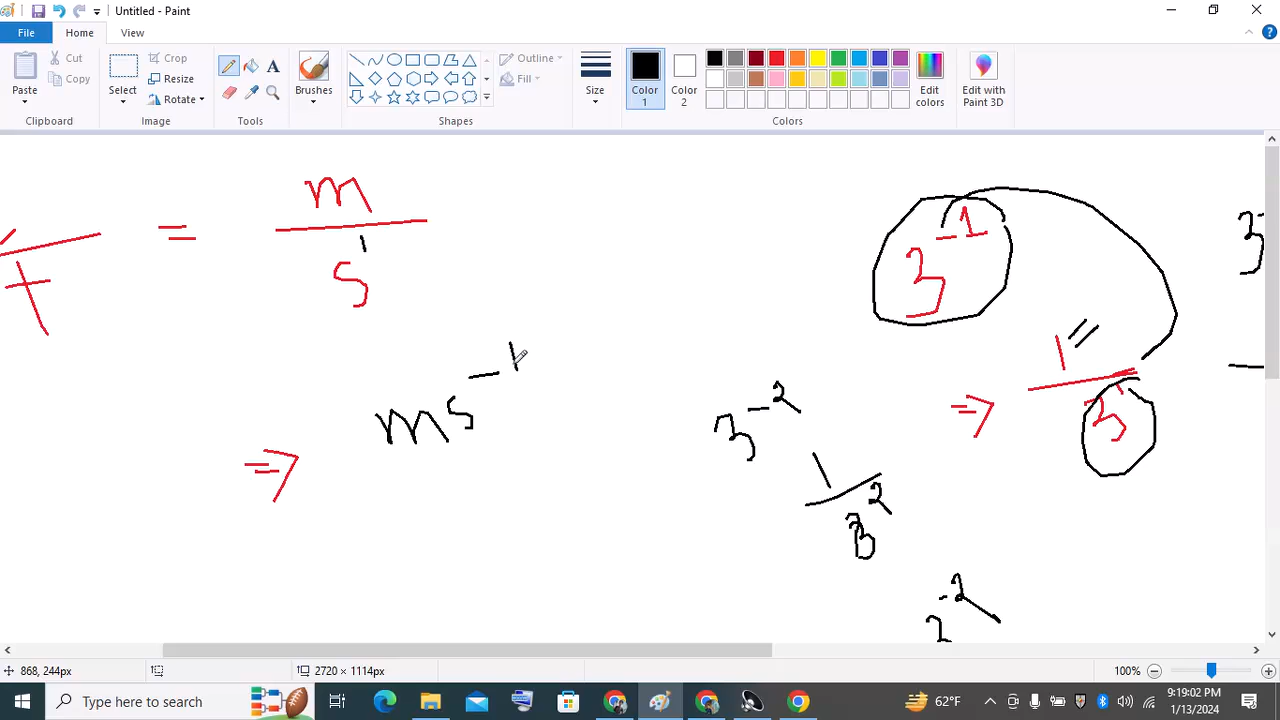 Untitled - Paint
File Home View
Paste Cut Copy Clipboard
Select Crop Resize Rotate Image
A Tools
Brushes
Outline Fill Shapes
Size
Color 1 Color 2 Edit colors Edit with Paint 3D Colors
t = m/s
3^-1
⇒ 1/3
⇒ ms^-1
3^-2
1/3^2
868, 244px 2720 × 1114px 100%
Type here to search 62°F 9:19:02 PM
1/13/2024